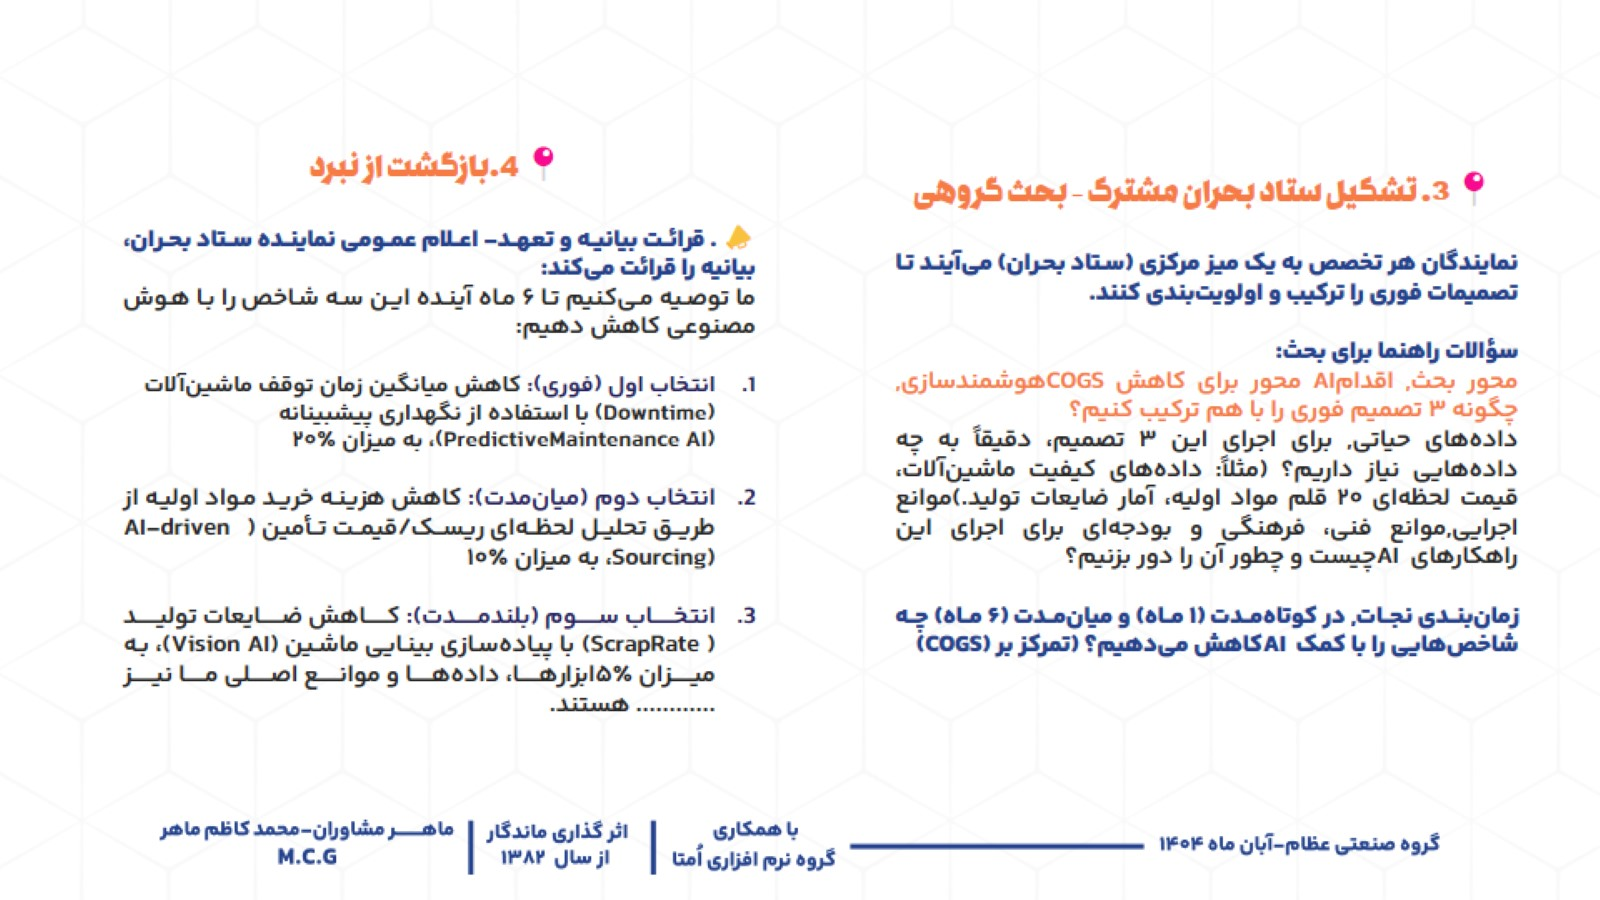 3. تشکیل ستاد بحران مشترک - بحث گروهی
نمایندگان هر تخصص به یک میز مرکزی (ستاد بحران) می‌آیند تا
تصمیمات فوری را ترکیب و اولویت‌بندی کنند.
سؤالات راهنما برای بحث:
محور بحث, اقدامAI محور برای کاهش COGSهوشمندسازی,
چگونه ۳ تصمیم فوری را با هم ترکیب کنیم؟
داده‌های حیاتی, برای اجرای این ۳ تصمیم، دقیقاً به چه
داده‌هایی نیاز داریم؟ (مثلاً: داده‌های کیفیت ماشین‌آلات،
قیمت لحظه‌ای ۲۰ قلم مواد اولیه، آمار ضایعات تولید.)موانع
اجرایی,موانع فنی، فرهنگی و بودجه‌ای برای اجرای این
راهکارهای AIچیست و چطور آن را دور بزنیم؟
زمان‌بندی نجات, در کوتاه‌مدت (۱ ماه) و میان‌مدت (۶ ماه) چه
شاخص‌هایی را با کمک AIکاهش می‌دهیم؟ (تمرکز بر COGS)
4.بازگشت از نبرد
. قرائت بیانیه و تعهد- اعلام عمومی نماینده ستاد بحران،
بیانیه را قرائت می‌کند:
ما توصیه می‌کنیم تا ۶ ماه آینده این سه شاخص را با هوش
مصنوعی کاهش دهیم:
۱. انتخاب اول (فوری): کاهش میانگین زمان توقف ماشین‌آلات
(Downtime) با استفاده از نگهداری پیشبینانه
(PredictiveMaintenance AI)، به میزان ۲۰%
2. انتخاب دوم (میان‌مدت): کاهش هزینه خرید مواد اولیه از
طریق تحلیل لحظه‌ای ریسک/قیمت تأمین ( AI-driven
Sourcing)، به میزان ۱۰%
3. انتخاب سوم (بلندمدت): کاهش ضایعات تولید
( ScrapRate) با پیاده‌سازی بینایی ماشین (Vision AI)، به
میزان ۵%ابزارها، داده‌ها و موانع اصلی ما نیز
............ هستند.
گروه صنعتی عظام-آبان ماه ۱۴۰۴
با همکاری
گروه نرم افزاری اُمتا
اثر گذاری ماندگار
از سال ۱۳۸۲
ماهر مشاوران-محمد کاظم ماهر
M.C.G